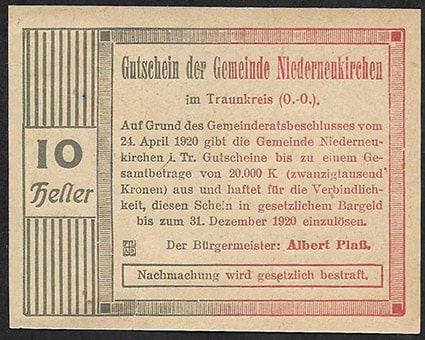 Gutschein der Gemeinde Niederneukirchen
im Traunkreis (O.-O.).
10
Heller
Auf Grund des Gemeinderatsbeschlusses vom
24. April 1920 gibt die Gemeinde Niederneu-
kirchen i. Tr. Gutscheine bis zu einem Ge-
samtbetrage von 20.000 K (zwanzigtausend
Kronen) aus und haftet für die Verbindlich-
keit, diesen Schein in gesetzlichem Bargeld
bis zum 31. Dezember 1920 einzulösen.
Der Bürgermeister: Albert Plaß.
Nachmachung wird gesetzlich bestraft.